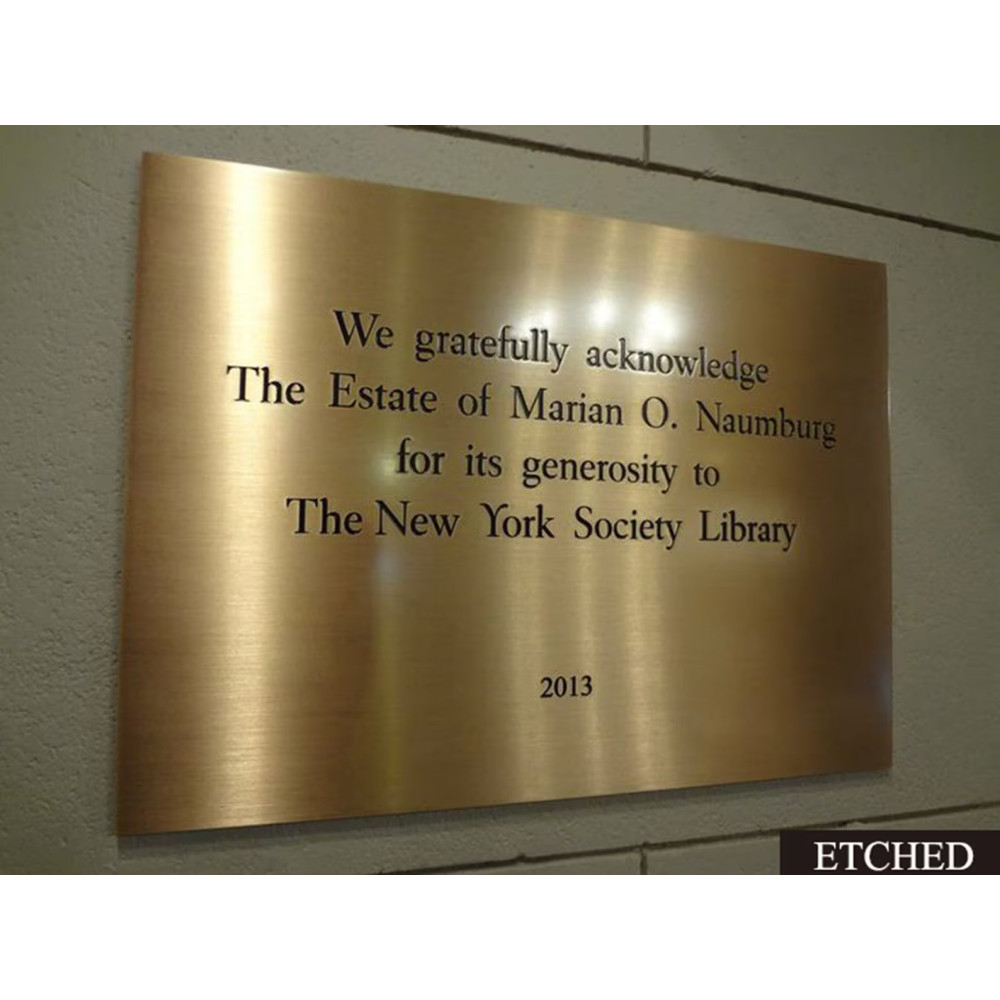 We gratefully acknowledge
The Estate of Marian O. Naumburg
for its generosity to
The New York Society Library
2013
ETCHED